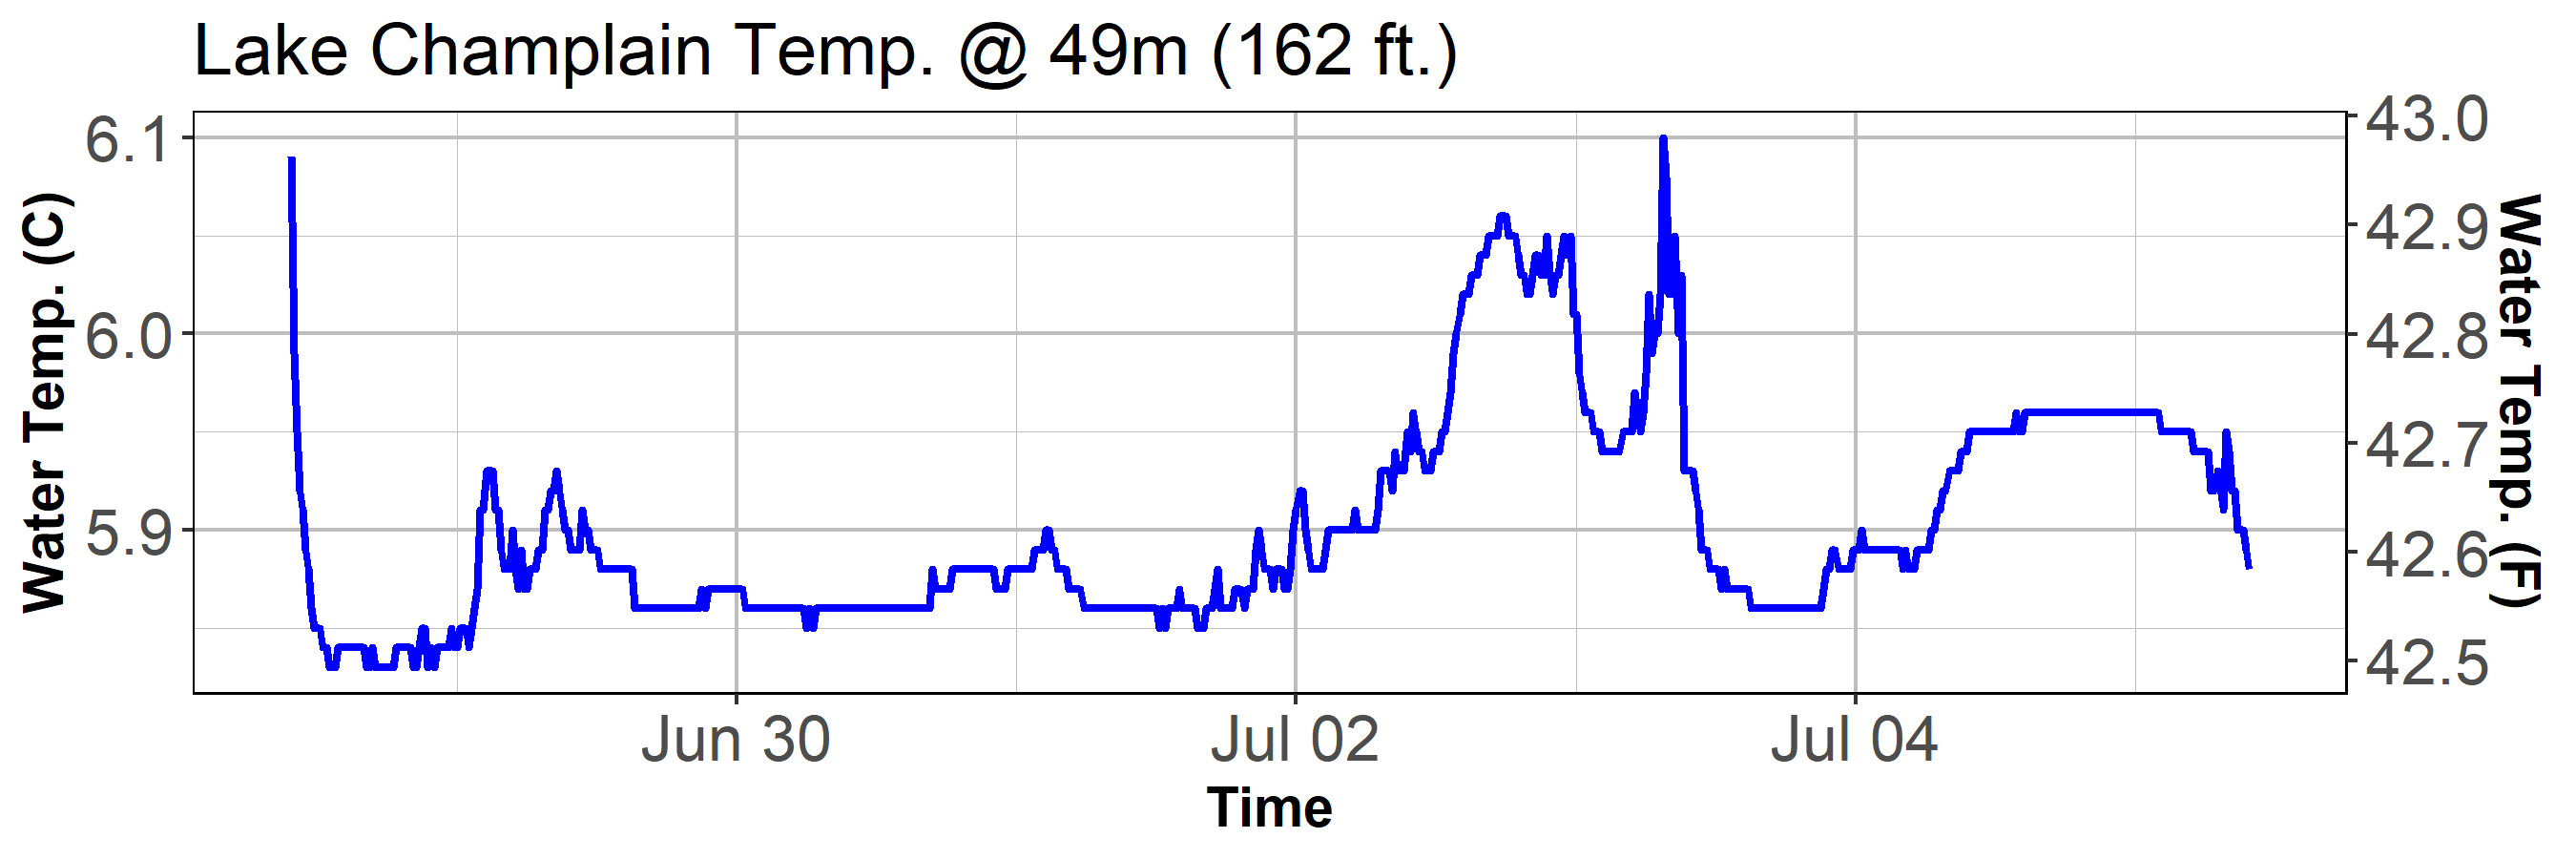 Lake Champlain Temp. @ 49m (162 ft.)
Water Temp. (C)
6.1
6.0
5.9
43.0
42.9
42.8
42.7
42.6
42.5
Water Temp. (F)
Jun 30
Jul 02
Jul 04
Time